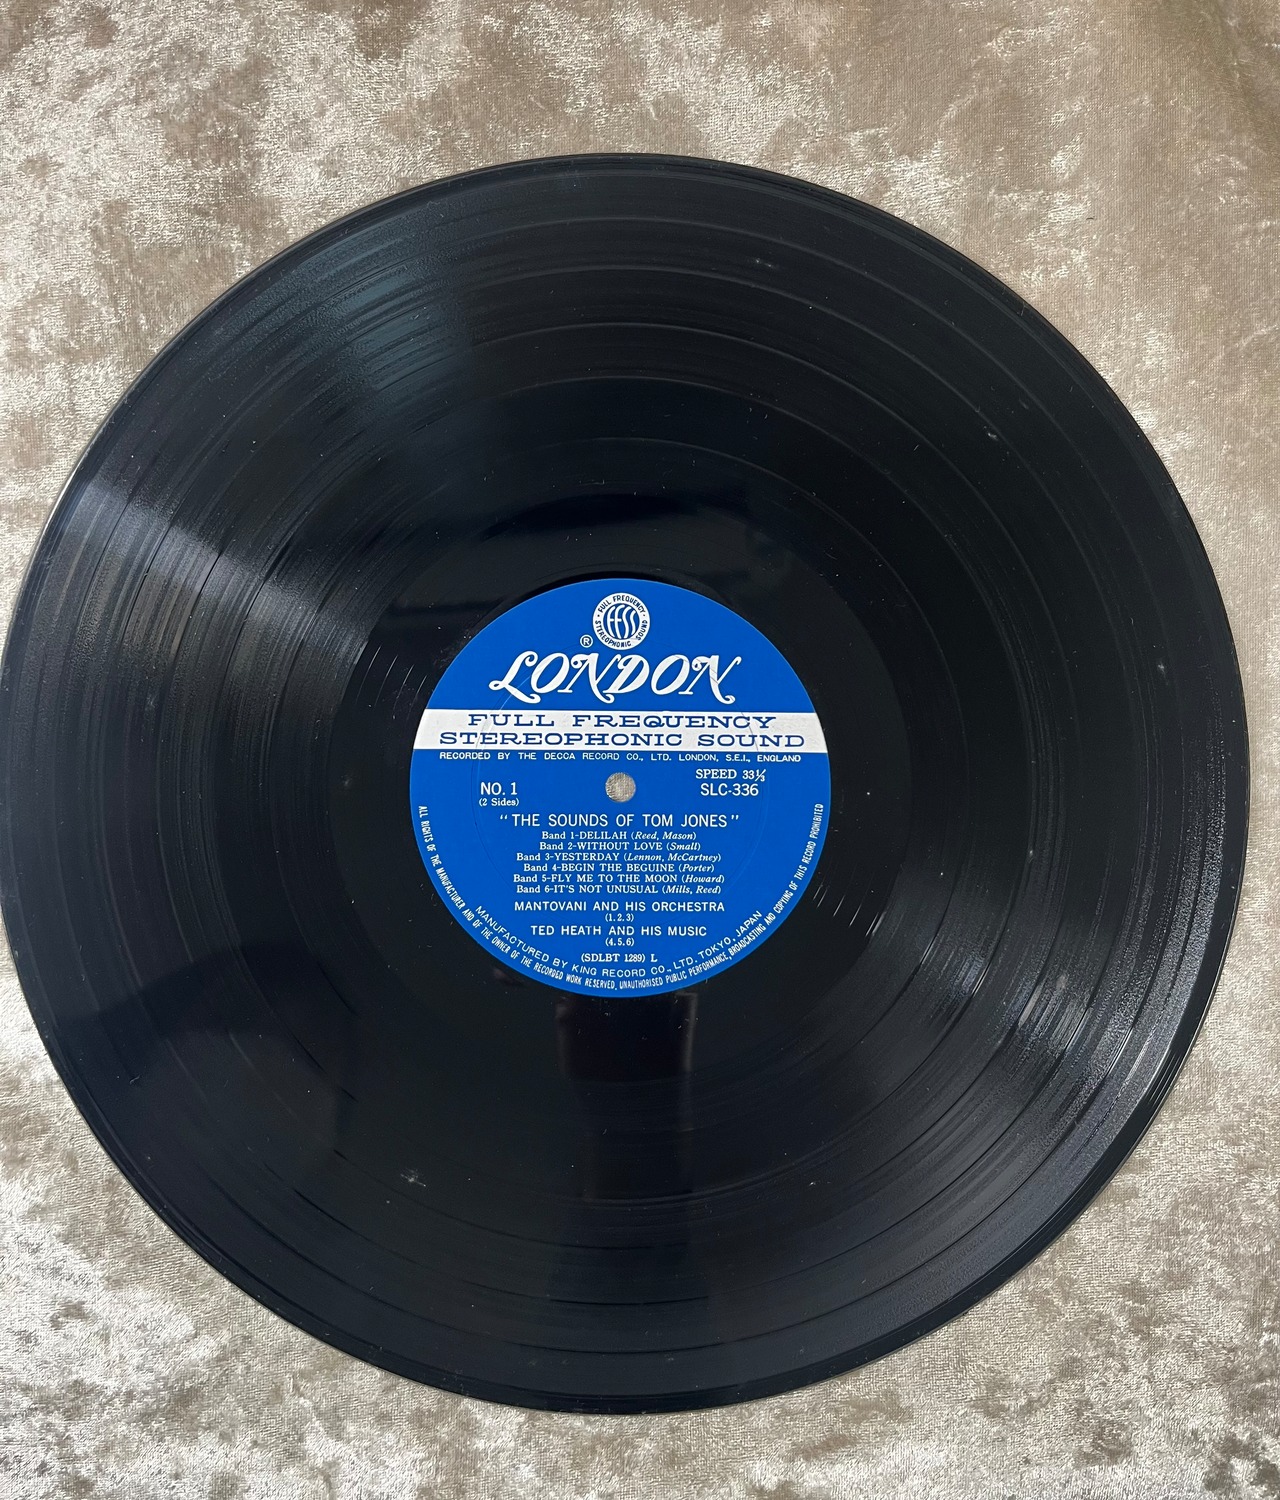 FULL FREQUENCY
ffss
STEREOPHONIC SOUND
®
LONDON
FULL FREQUENCY
STEREOPHONIC SOUND
RECORDED BY THE DECCA RECORD CO., LTD. LONDON, S.E.I., ENGLAND
NO. 1
(2 Sides)
SPEED 33⅓
SLC-336
"THE SOUNDS OF TOM JONES"
Band 1-DELILAH (Reed, Mason)
Band 2-WITHOUT LOVE (Small)
Band 3-YESTERDAY (Lennon, McCartney)
Band 4-BEGIN THE BEGUINE (Porter)
Band 5-FLY ME TO THE MOON (Howard)
Band 6-IT'S NOT UNUSUAL (Mills, Reed)
MANTOVANI AND HIS ORCHESTRA
(1.2.3)
TED HEATH AND HIS MUSIC
(4.5.6)
(SDLBT 1289) L
MANUFACTURED BY KING RECORD CO., LTD. TOKYO. JAPAN
ALL RIGHTS OF THE MANUFACTURER AND OF THE OWNER OF THE RECORDED WORK RESERVED, UNAUTHORISED PUBLIC PERFORMANCE, BROADCASTING AND COPYING OF THIS RECORD PROHIBITED